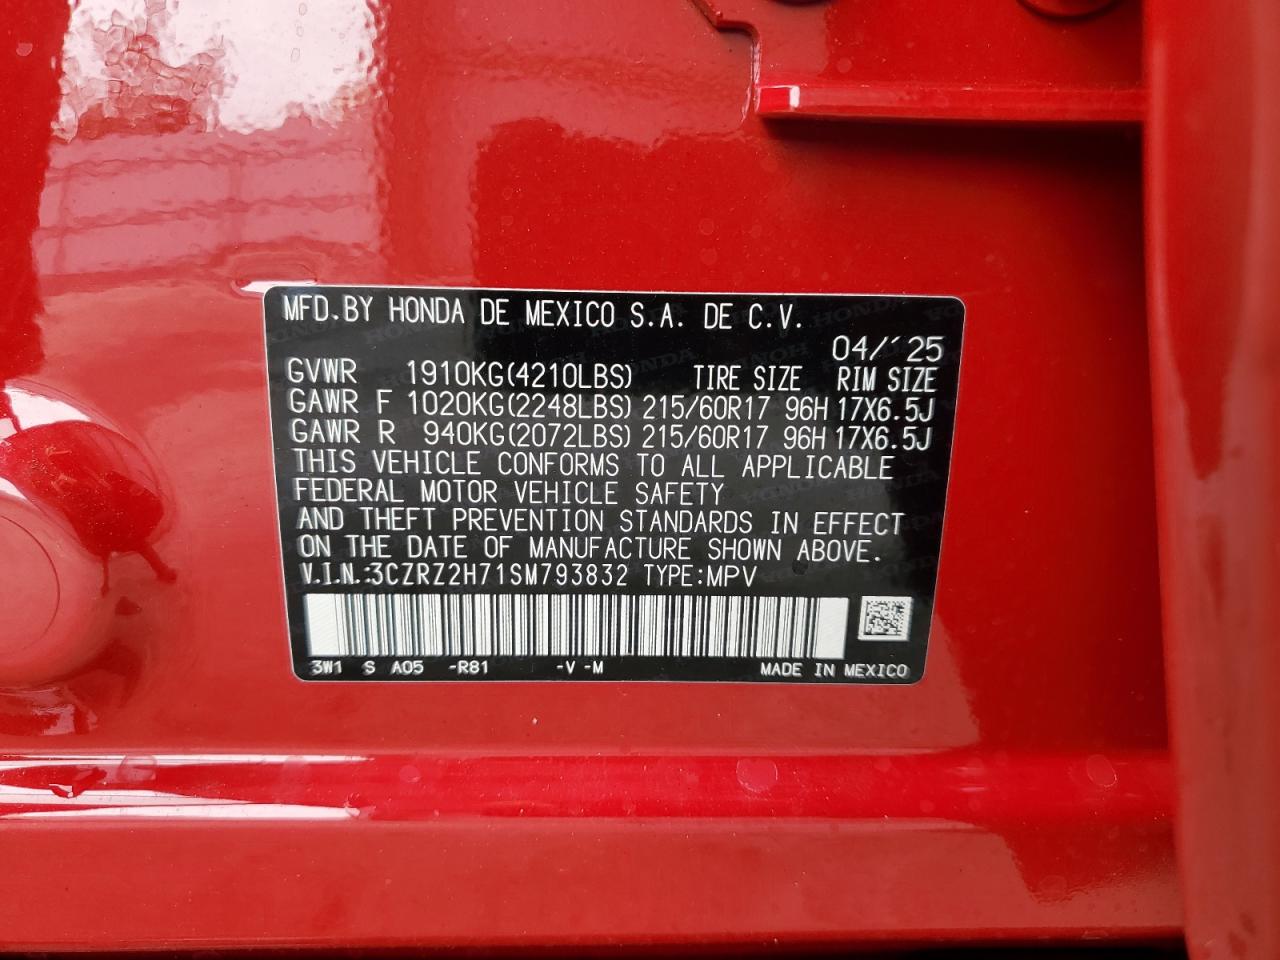 MFD.BY HONDA DE MEXICO S.A. DE C.V.
04/´25
GVWR 1910KG(4210LBS) TIRE SIZE RIM SIZE
GAWR F 1020KG(2248LBS) 215/60R17 96H 17X6.5J
GAWR R 940KG(2072LBS) 215/60R17 96H 17X6.5J
THIS VEHICLE CONFORMS TO ALL APPLICABLE
FEDERAL MOTOR VEHICLE SAFETY
AND THEFT PREVENTION STANDARDS IN EFFECT
ON THE DATE OF MANUFACTURE SHOWN ABOVE.
V.I.N.:3CZRZ2H71SM793832 TYPE:MPV
3W1 S A05 -R81 -V -M MADE IN MEXICO